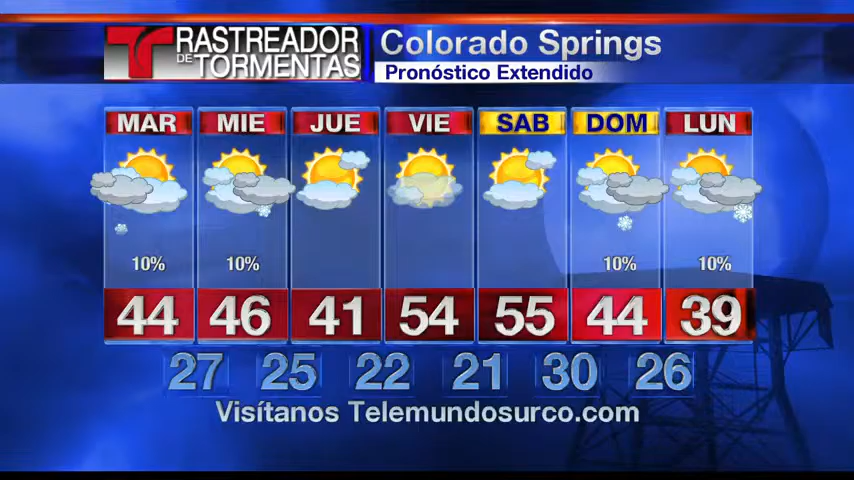 RASTREADOR
DE TORMENTAS
Colorado Springs
Pronóstico Extendido
MAR MIE JUE VIE SAB DOM LUN
10% 10% 10% 10%
44 46 41 54 55 44 39
27 25 22 21 30 26
Visítanos Telemundosurco.com